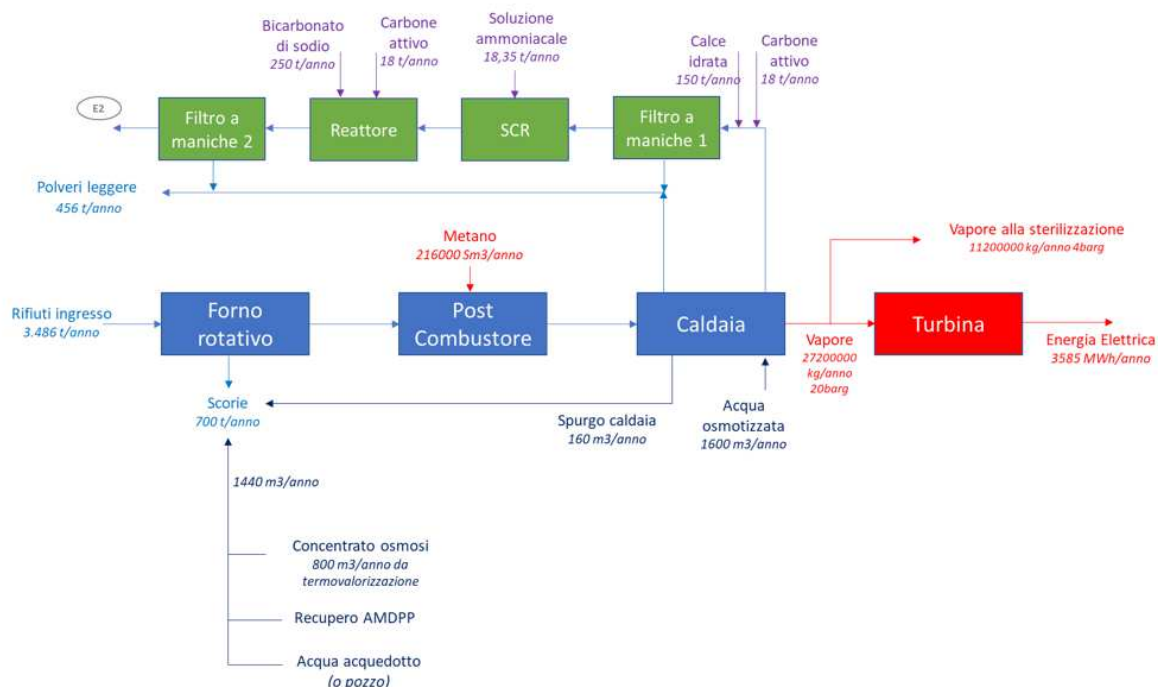 Bicarbonato
di sodio
250 t/anno
Carbone
attivo
18 t/anno
Soluzione
ammoniacale
18,35 t/anno
Calce
idrata
150 t/anno
Carbone
attivo
18 t/anno
E2
Filtro a
maniche 2
Reattore
SCR
Filtro a
maniche 1
Polveri leggere
456 t/anno
Metano
216000 Sm3/anno
Vapore alla sterilizzazione
11200000 kg/anno 4barg
Rifiuti ingresso
3.486 t/anno
Forno
rotativo
Post
Combustore
Caldaia
Turbina
Vapore
27200000
kg/anno
20barg
Energia Elettrica
3585 MWh/anno
Scorie
700 t/anno
Spurgo caldaia
160 m3/anno
Acqua
osmotizzata
1600 m3/anno
1440 m3/anno
Concentrato osmosi
800 m3/anno da
termovalorizzazione
Recupero AMDPP
Acqua acquedotto
(o pozzo)